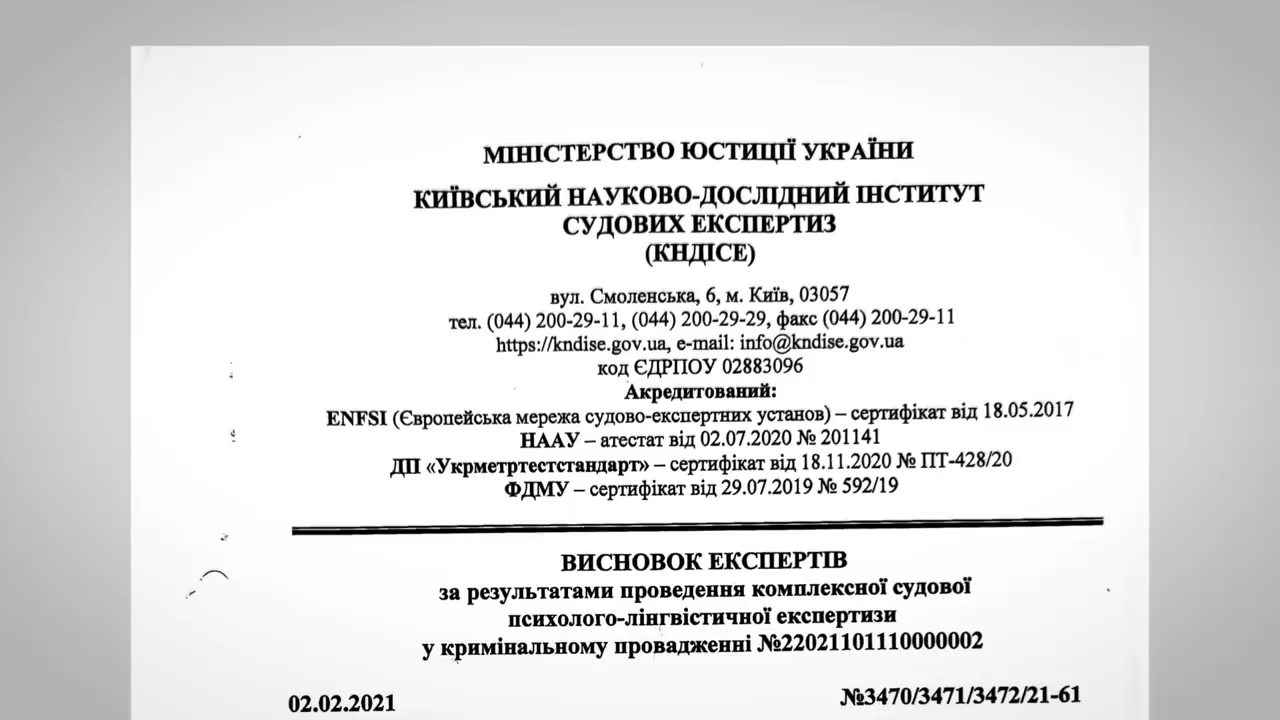 МІНІСТЕРСТВО ЮСТИЦІЇ УКРАЇНИ
КИЇВСЬКИЙ НАУКОВО-ДОСЛІДНИЙ ІНСТИТУТ
СУДОВИХ ЕКСПЕРТИЗ
(КНДІСЕ)
вул. Смоленська, 6, м. Київ, 03057
тел. (044) 200-29-11, (044) 200-29-29, факс (044) 200-29-11
https://kndise.gov.ua, e-mail: info@kndise.gov.ua
код ЄДРПОУ 02883096
Акредитований:
ENFSI (Європейська мережа судово-експертних установ) – сертифікат від 18.05.2017
НААУ – атестат від 02.07.2020 № 201141
ДП «Укрметртестстандарт» – сертифікат від 18.11.2020 № ПТ-428/20
ФДМУ – сертифікат від 29.07.2019 № 592/19
ВИСНОВОК ЕКСПЕРТІВ
за результатами проведення комплексної судової
психолого-лінгвістичної експертизи
у кримінальному провадженні №22021101110000002
02.02.2021 №3470/3471/3472/21-61